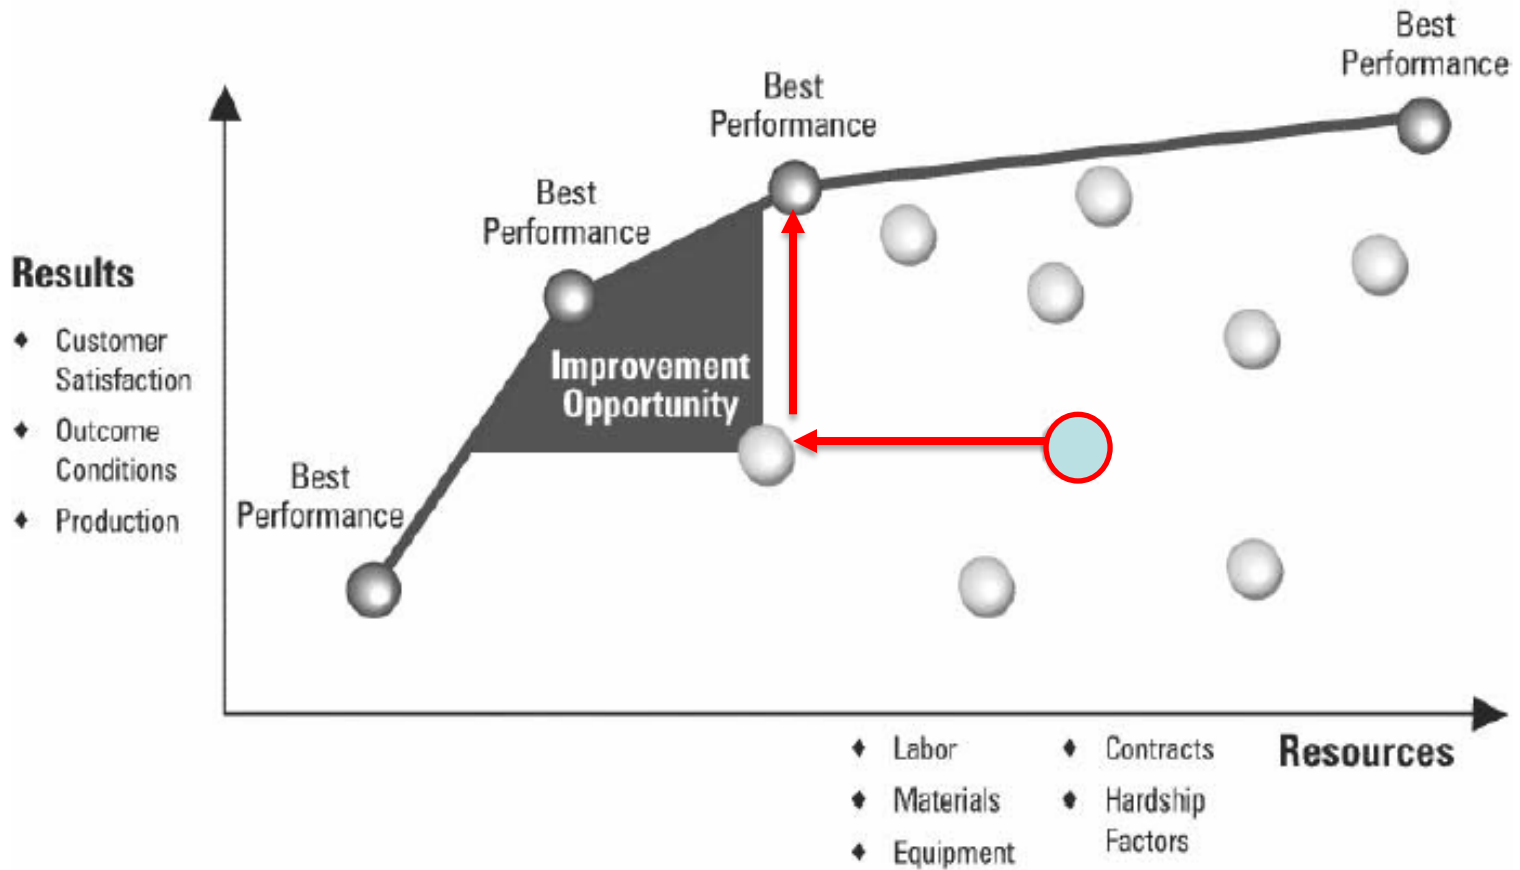 Best
Performance
Best
Performance
Best
Performance
Results
◆ Customer
Satisfaction
◆ Outcome
Conditions
◆ Production
Improvement
Opportunity
Best
Performance
Resources
◆ Labor
◆ Materials
◆ Equipment
◆ Contracts
◆ Hardship
Factors